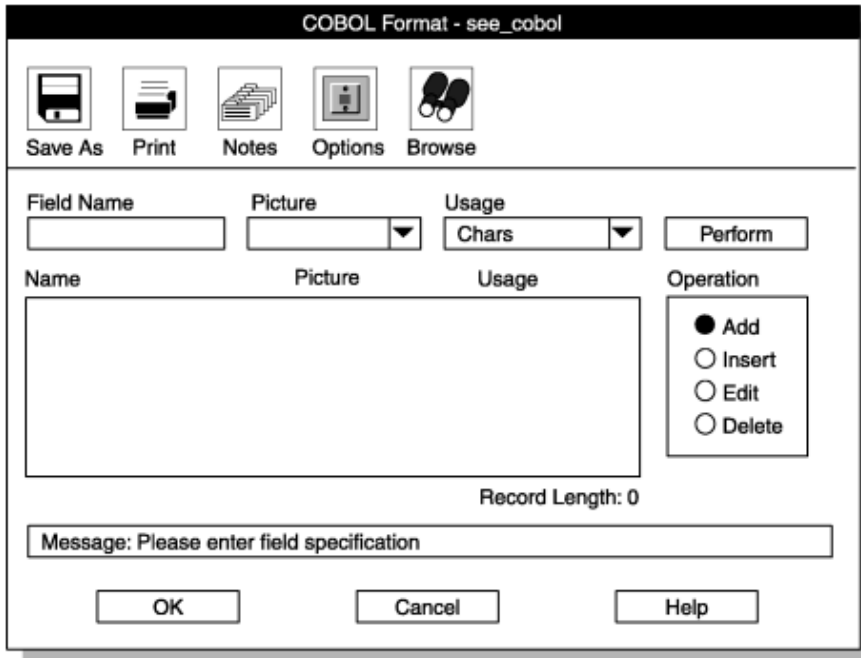 COBOL Format - see_cobol
Save As Print Notes Options Browse
Field Name Picture Usage
Chars Perform
Name Picture Usage Operation
Add
Insert
Edit
Delete
Record Length: 0
Message: Please enter field specification
OK Cancel Help